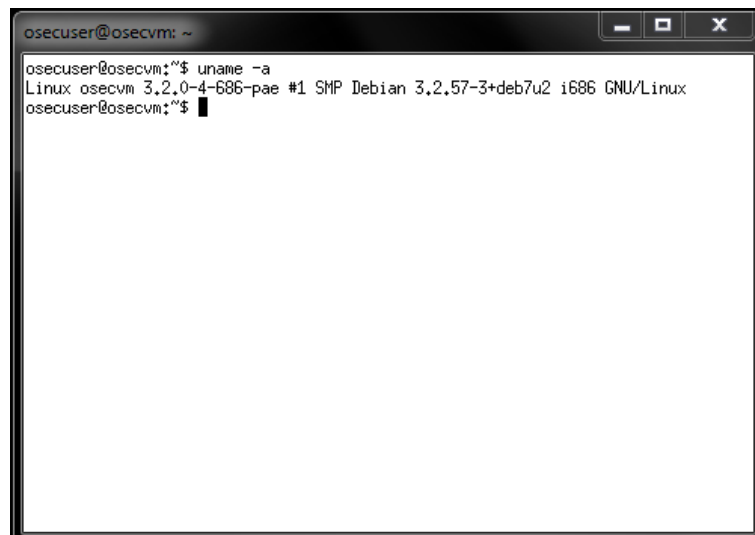 osecuser@osecvm: ~
osecuser@osecvm:~$ uname -a
Linux osecvm 3.2.0-4-686-pae #1 SMP Debian 3.2.57-3+deb7u2 i686 GNU/Linux
osecuser@osecvm:~$